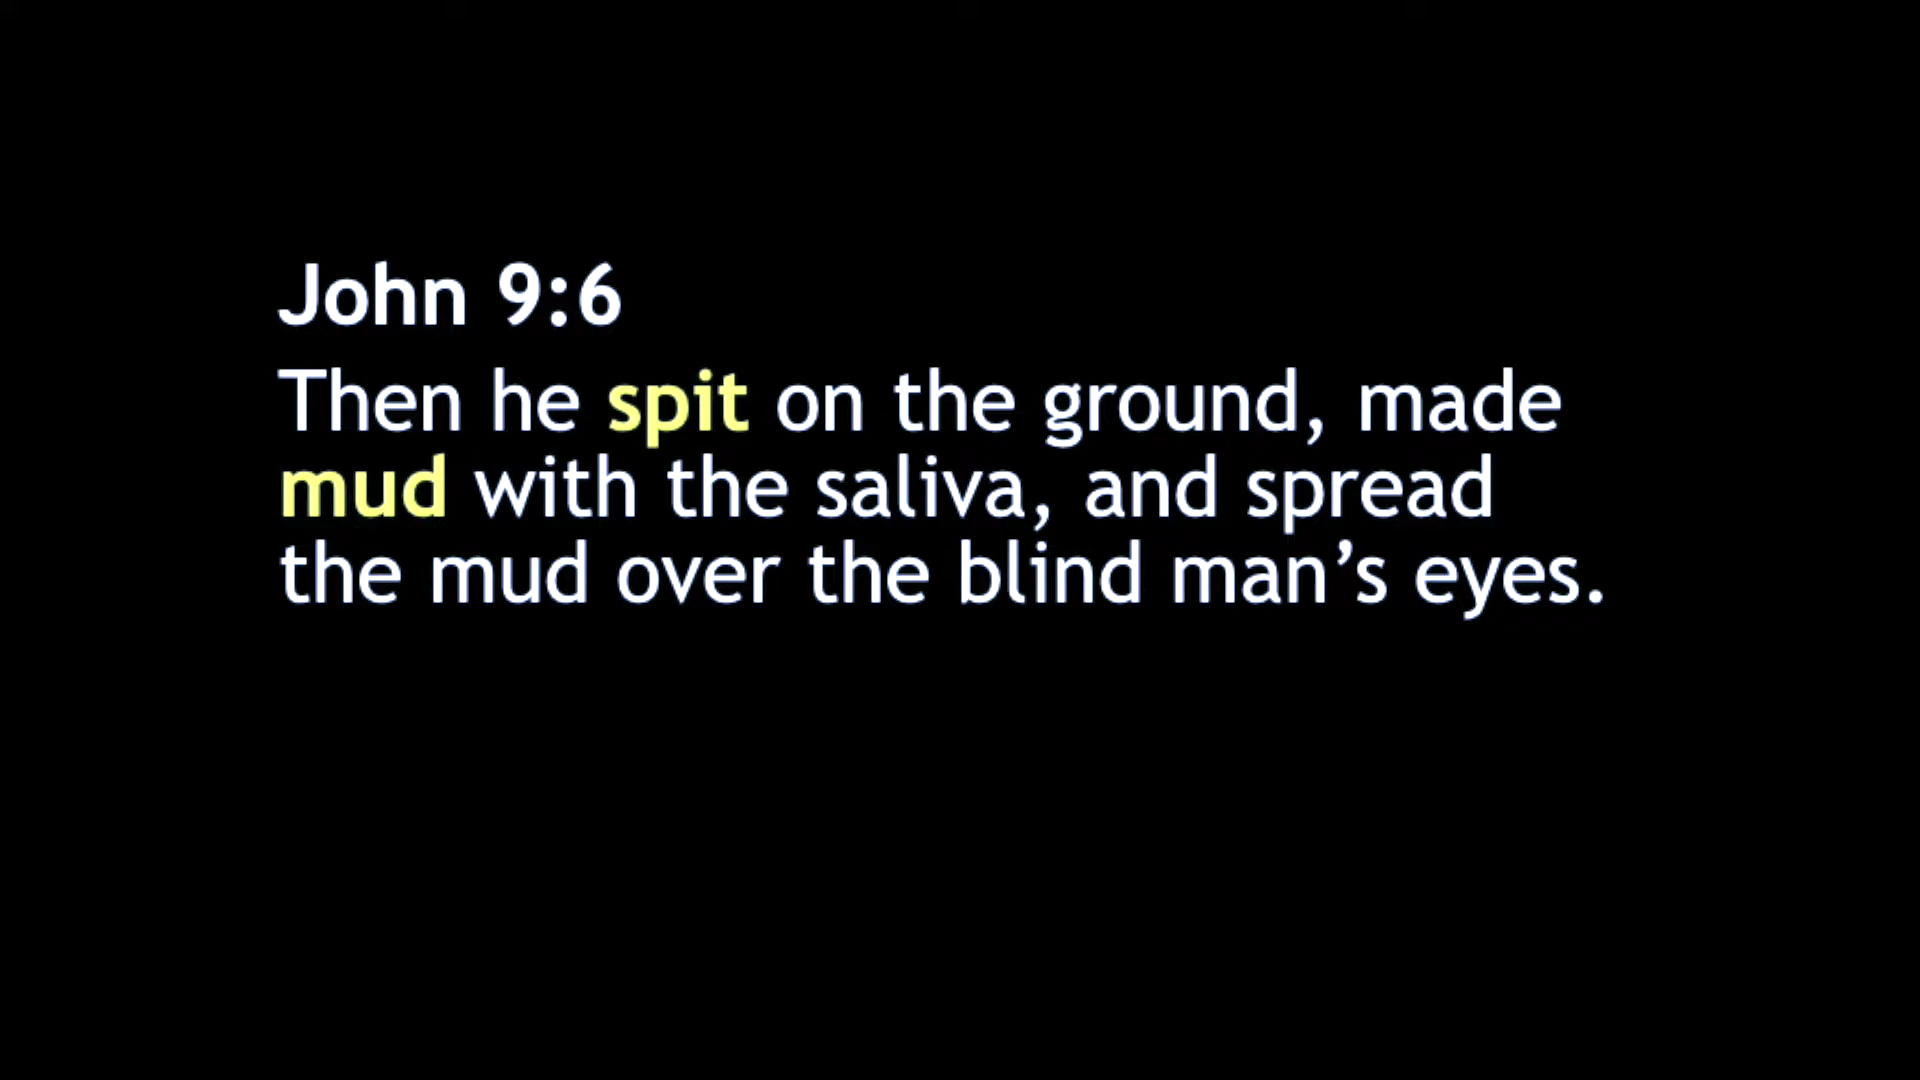 John 9:6
Then he spit on the ground, made
mud with the saliva, and spread
the mud over the blind man’s eyes.